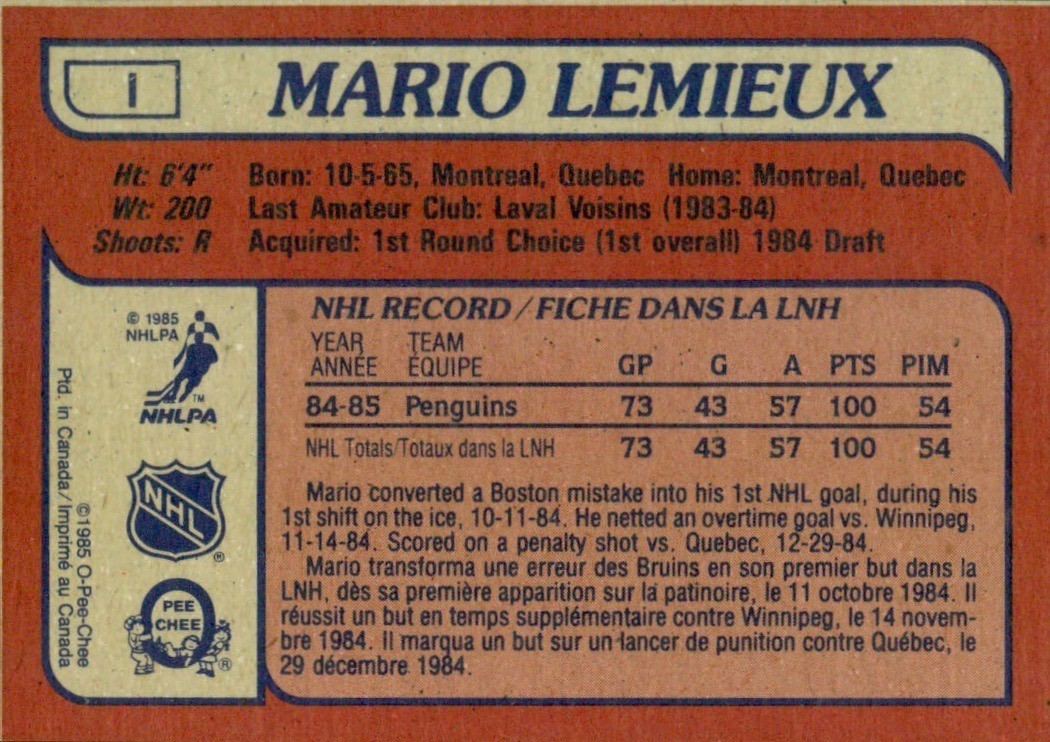 1
MARIO LEMIEUX
Ht: 6'4" Born: 10-5-65, Montreal, Quebec Home: Montreal, Quebec
Wt: 200 Last Amateur Club: Laval Voisins (1983-84)
Shoots: R Acquired: 1st Round Choice (1st overall) 1984 Draft
© 1985
NHLPA
TM
NHLPA
NHL
®
PEE
CHEE
®
Ptd. in Canada/Imprimé au Canada
©1985 O-Pee-Chee
NHL RECORD/FICHE DANS LA LNH
YEAR TEAM
ANNÉE ÉQUIPE GP G A PTS PIM
84-85 Penguins 73 43 57 100 54
NHL Totals/Totaux dans la LNH 73 43 57 100 54
Mario converted a Boston mistake into his 1st NHL goal, during his
1st shift on the ice, 10-11-84. He netted an overtime goal vs. Winnipeg,
11-14-84. Scored on a penalty shot vs. Quebec, 12-29-84.
Mario transforma une erreur des Bruins en son premier but dans la
LNH, dès sa première apparition sur la patinoire, le 11 octobre 1984. Il
réussit un but en temps supplémentaire contre Winnipeg, le 14 novem-
bre 1984. Il marqua un but sur un lancer de punition contre Québec, le
29 décembre 1984.